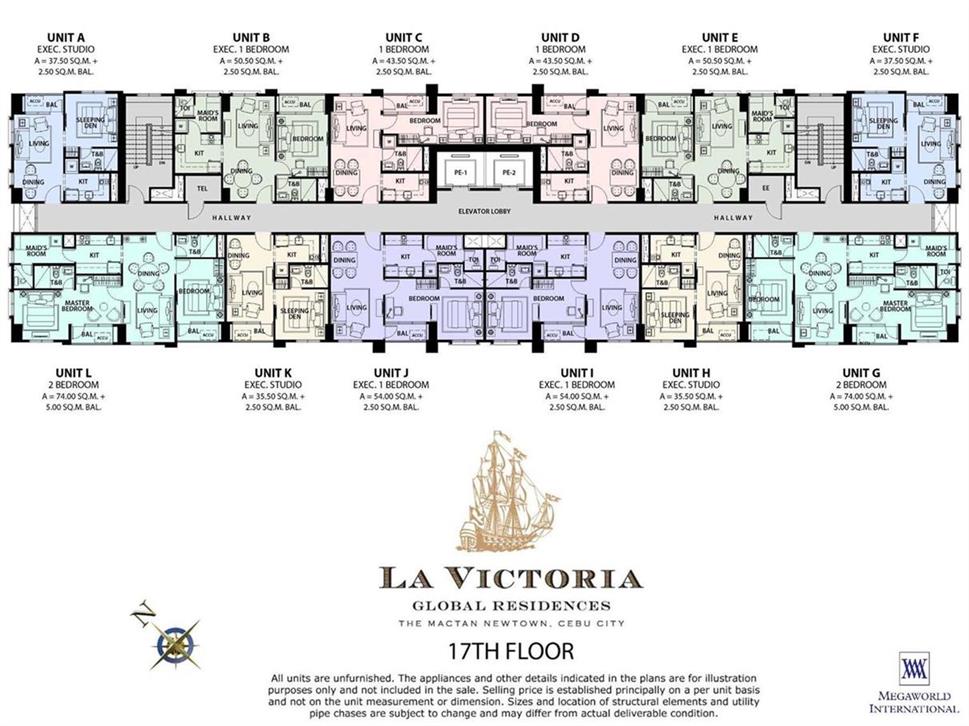 UNIT A
EXEC. STUDIO
A = 37.50 SQ.M. +
2.50 SQ.M. BAL.
UNIT B
EXEC. 1 BEDROOM
A = 50.50 SQ.M. +
2.50 SQ.M. BAL.
UNIT C
1 BEDROOM
A = 43.50 SQ.M. +
2.50 SQ.M. BAL.
UNIT D
1 BEDROOM
A = 43.50 SQ.M. +
2.50 SQ.M. BAL.
UNIT E
EXEC. 1 BEDROOM
A = 50.50 SQ.M. +
2.50 SQ.M. BAL.
UNIT F
EXEC. STUDIO
A = 37.50 SQ.M. +
2.50 SQ.M. BAL.
ACCU
BAL
SLEEPING
DEN
LIVING
T&B
DINING
KIT
UP
DN
TEL
TOI
MAID'S
ROOM
KIT
LIVING
DINING
ACCU
BAL
BEDROOM
T&B
LIVING
DINING
BAL
ACCU
BEDROOM
T&B
KIT
PE-1
PE-2
BEDROOM
ACCU
BAL
T&B
KIT
LIVING
DINING
BAL
ACCU
BEDROOM
T&B
LIVING
DINING
MAID'S
ROOM
TOI
KIT
EE
UP
DN
SLEEPING
DEN
BAL
ACCU
LIVING
T&B
KIT
DINING
HALLWAY
ELEVATOR LOBBY
HALLWAY
MAID'S
ROOM
KIT
TOI
T&B
MASTER
BEDROOM
BAL
ACCU
DINING
LIVING
T&B
BEDROOM
BAL
ACCU
DINING
KIT
T&B
LIVING
SLEEPING
DEN
BAL
ACCU
DINING
KIT
MAID'S
ROOM
TOI
T&B
LIVING
BEDROOM
BAL
ACCU
MAID'S
ROOM
TOI
KIT
T&B
DINING
BEDROOM
LIVING
BAL
ACCU
KIT
DINING
T&B
SLEEPING
DEN
LIVING
BAL
ACCU
T&B
BEDROOM
BAL
ACCU
DINING
LIVING
KIT
MAID'S
ROOM
TOI
T&B
MASTER
BEDROOM
BAL
ACCU
UNIT L
2 BEDROOM
A = 74.00 SQ.M. +
5.00 SQ.M. BAL.
UNIT K
EXEC. STUDIO
A = 35.50 SQ.M. +
2.50 SQ.M. BAL.
UNIT J
EXEC. 1 BEDROOM
A = 54.00 SQ.M. +
2.50 SQ.M. BAL.
UNIT I
EXEC. 1 BEDROOM
A = 54.00 SQ.M. +
2.50 SQ.M. BAL.
UNIT H
EXEC. STUDIO
A = 35.50 SQ.M. +
2.50 SQ.M. BAL.
UNIT G
2 BEDROOM
A = 74.00 SQ.M. +
5.00 SQ.M. BAL.
LA VICTORIA
GLOBAL RESIDENCES
THE MACTAN NEWTOWN, CEBU CITY
17TH FLOOR
N
All units are unfurnished. The appliances and other details indicated in the plans are for illustration
purposes only and not included in the sale. Selling price is established principally on a per unit basis
and not on the unit measurement or dimension. Sizes and location of structural elements and utility
pipe chases are subject to change and may differ from actual deliverable condition.
MEGAWORLD
INTERNATIONAL